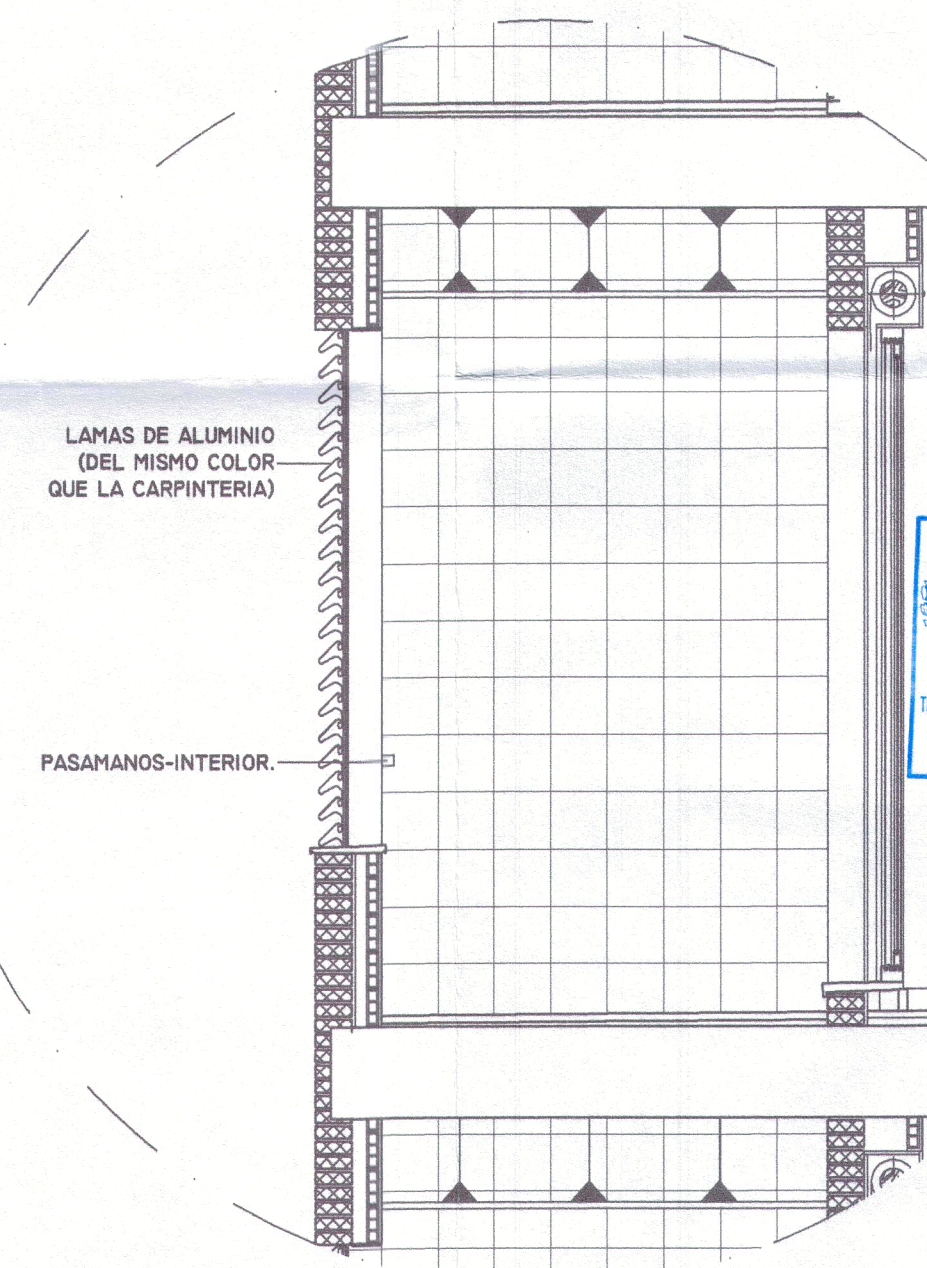 LAMAS DE ALUMINIO
(DEL MISMO COLOR
QUE LA CARPINTERIA)
PASAMANOS-INTERIOR.